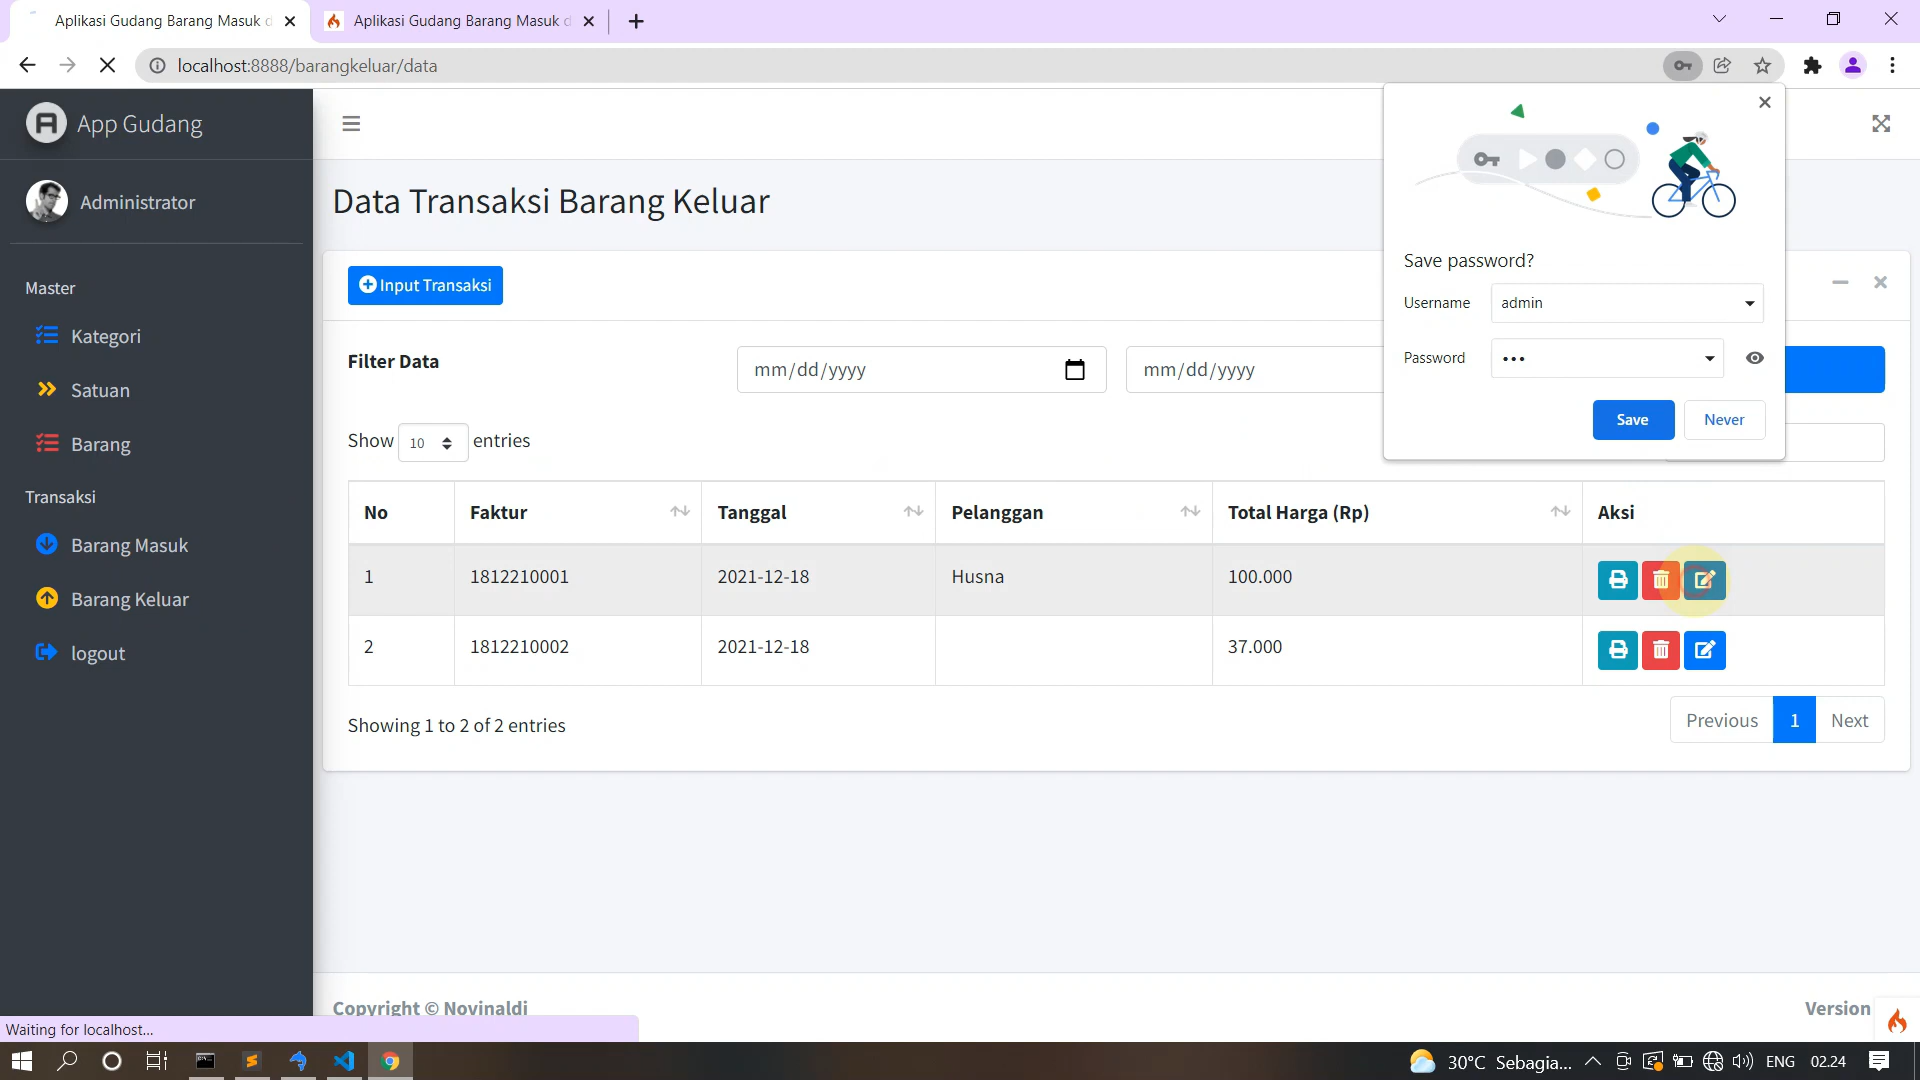 Aplikasi Gudang Barang Masuk d
Aplikasi Gudang Barang Masuk d
localhost:8888/barangkeluar/data
App Gudang
Administrator
Master
Kategori
Satuan
Barang
Transaksi
Barang Masuk
Barang Keluar
logout
Data Transaksi Barang Keluar
Input Transaksi
Filter Data
mm/dd/yyyy
mm/dd/yyyy
Show 10 entries
No Faktur Tanggal Pelanggan Total Harga (Rp) Aksi
1 1812210001 2021-12-18 Husna 100.000
2 1812210002 2021-12-18 37.000
Showing 1 to 2 of 2 entries
Previous 1 Next
Save password?
Username admin
Password •••
Save Never
Copyright © Novinaldi
Version
Waiting for localhost...
30°C Sebagia... ENG 02.24